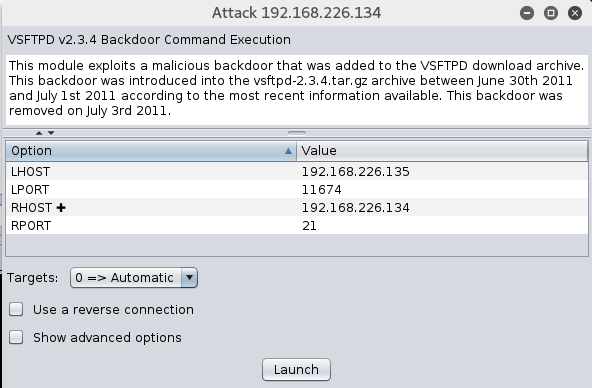 Attack 192.168.226.134
VSFTPD v2.3.4 Backdoor Command Execution
This module exploits a malicious backdoor that was added to the VSFTPD download archive.
This backdoor was introduced into the vsftpd-2.3.4.tar.gz archive between June 30th 2011
and July 1st 2011 according to the most recent information available. This backdoor was
removed on July 3rd 2011.
Option Value
LHOST 192.168.226.135
LPORT 11674
RHOST ✚ 192.168.226.134
RPORT 21
Targets: 0 => Automatic
Use a reverse connection
Show advanced options
Launch